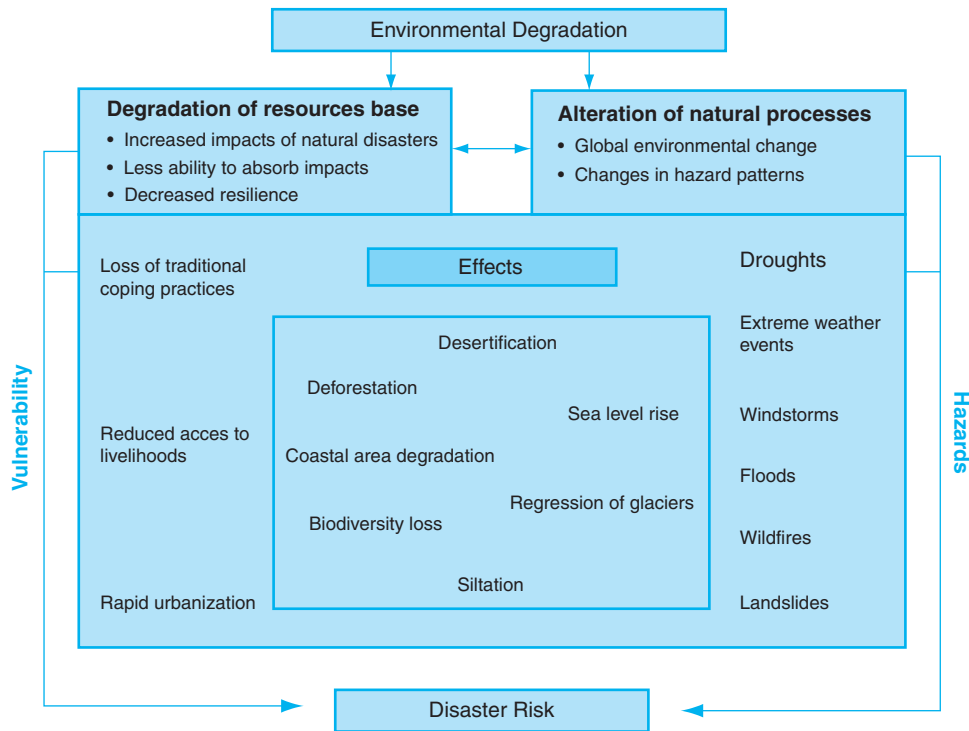 Environmental Degradation
Degradation of resources base
• Increased impacts of natural disasters
• Less ability to absorb impacts
• Decreased resilience
Alteration of natural processes
• Global environmental change
• Changes in hazard patterns
Effects
Loss of traditional
coping practices
Reduced acces to
livelihoods
Rapid urbanization
Desertification
Deforestation
Sea level rise
Coastal area degradation
Regression of glaciers
Biodiversity loss
Siltation
Droughts
Extreme weather
events
Windstorms
Floods
Wildfires
Landslides
Vulnerability
Hazards
Disaster Risk